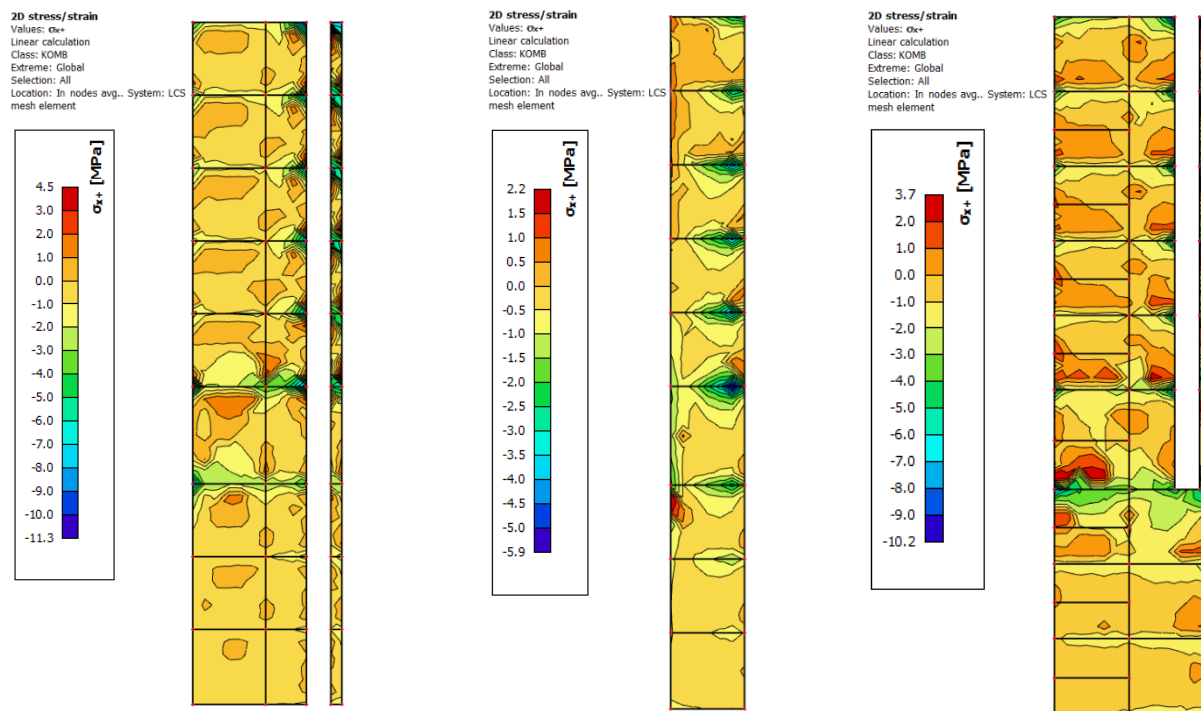 2D stress/strain
Values: σx+
Linear calculation
Class: KOMB
Extreme: Global
Selection: All
Location: In nodes avg.. System: LCS
mesh element
σx+ [MPa]
4.5
3.0
2.0
1.0
0.0
-1.0
-2.0
-3.0
-4.0
-5.0
-6.0
-7.0
-8.0
-9.0
-10.0
-11.3
2D stress/strain
Values: σx+
Linear calculation
Class: KOMB
Extreme: Global
Selection: All
Location: In nodes avg.. System: LCS
mesh element
σx+ [MPa]
2.2
1.5
1.0
0.5
0.0
-0.5
-1.0
-1.5
-2.0
-2.5
-3.0
-3.5
-4.0
-4.5
-5.0
-5.9
2D stress/strain
Values: σx+
Linear calculation
Class: KOMB
Extreme: Global
Selection: All
Location: In nodes avg.. System: LCS
mesh element
σx+ [MPa]
3.7
2.0
1.0
0.0
-1.0
-2.0
-3.0
-4.0
-5.0
-6.0
-7.0
-8.0
-9.0
-10.2